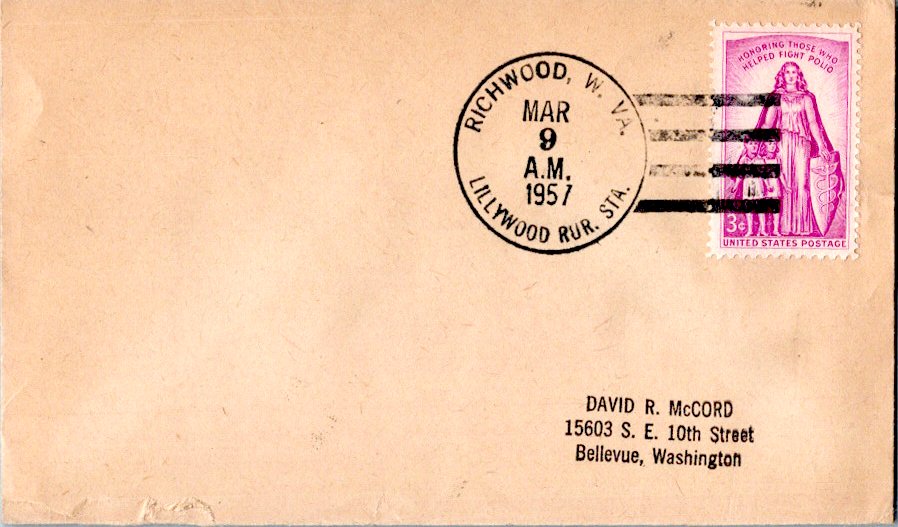 HONORING THOSE WHO
HELPED FIGHT POLIO
3¢
UNITED STATES POSTAGE
RICHWOOD, W. VA.
MAR
9
A.M.
1957
LILLYWOOD RUR. STA.
DAVID R. McCORD
15603 S. E. 10th Street
Bellevue, Washington